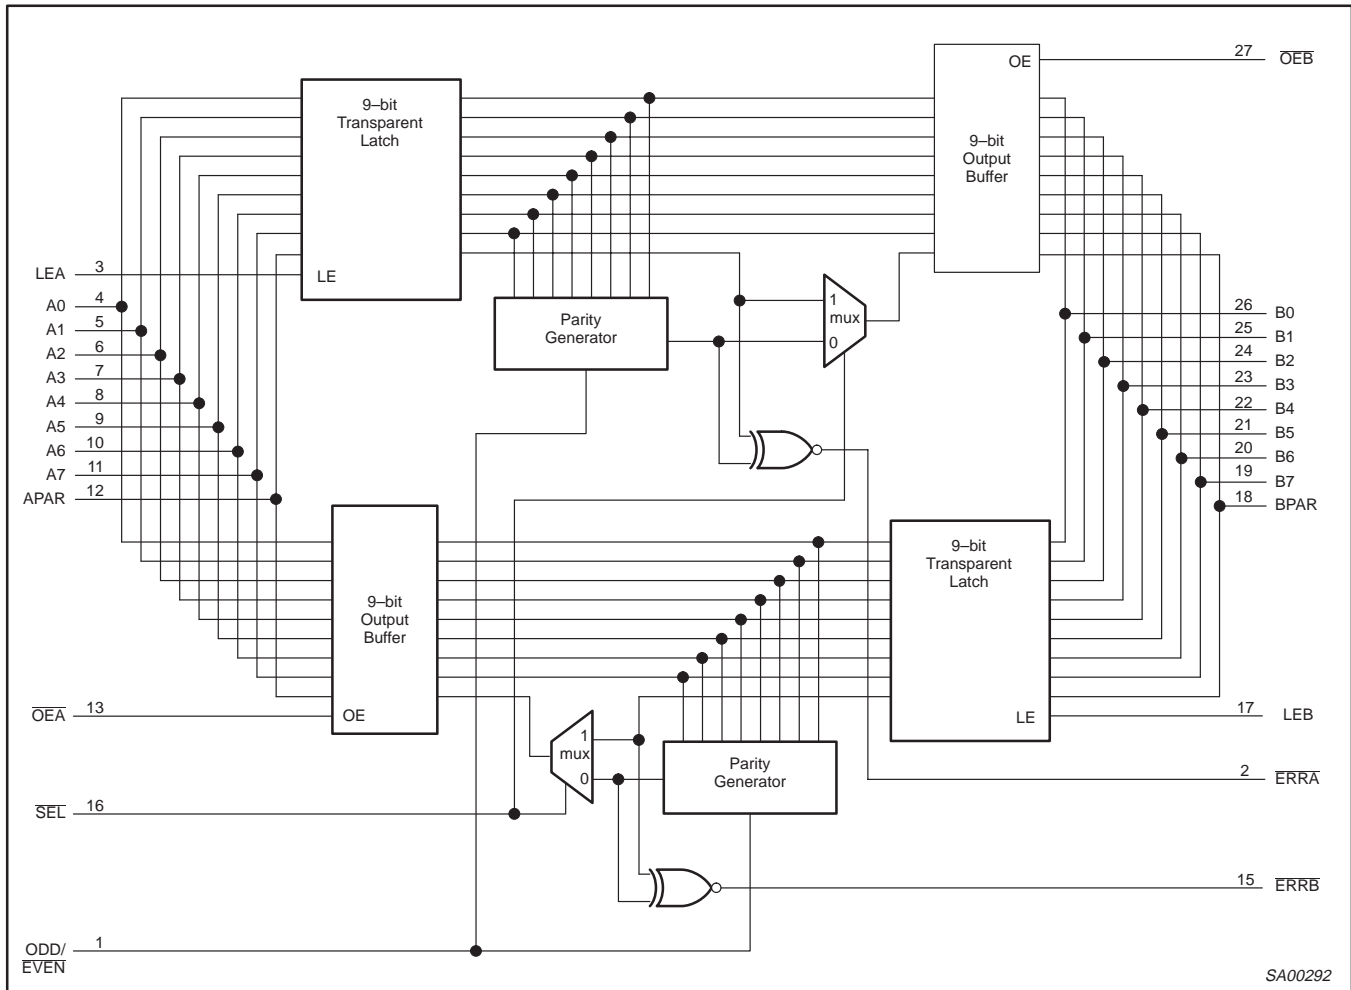 27 OEB
OE
9–bit
Transparent
Latch
LE
9–bit
Output
Buffer
LEA 3
A0 4
A1 5
A2 6
A3 7
A4 8
A5 9
A6 10
A7 11
APAR 12
Parity
Generator
1
mux
0
26 B0
25 B1
24 B2
23 B3
22 B4
21 B5
20 B6
19 B7
18 BPAR
9–bit
Output
Buffer
OE
9–bit
Transparent
Latch
LE
OEA 13
17 LEB
1
mux
0
Parity
Generator
2 ERRA
SEL 16
15 ERRB
ODD/ 1
EVEN
SA00292